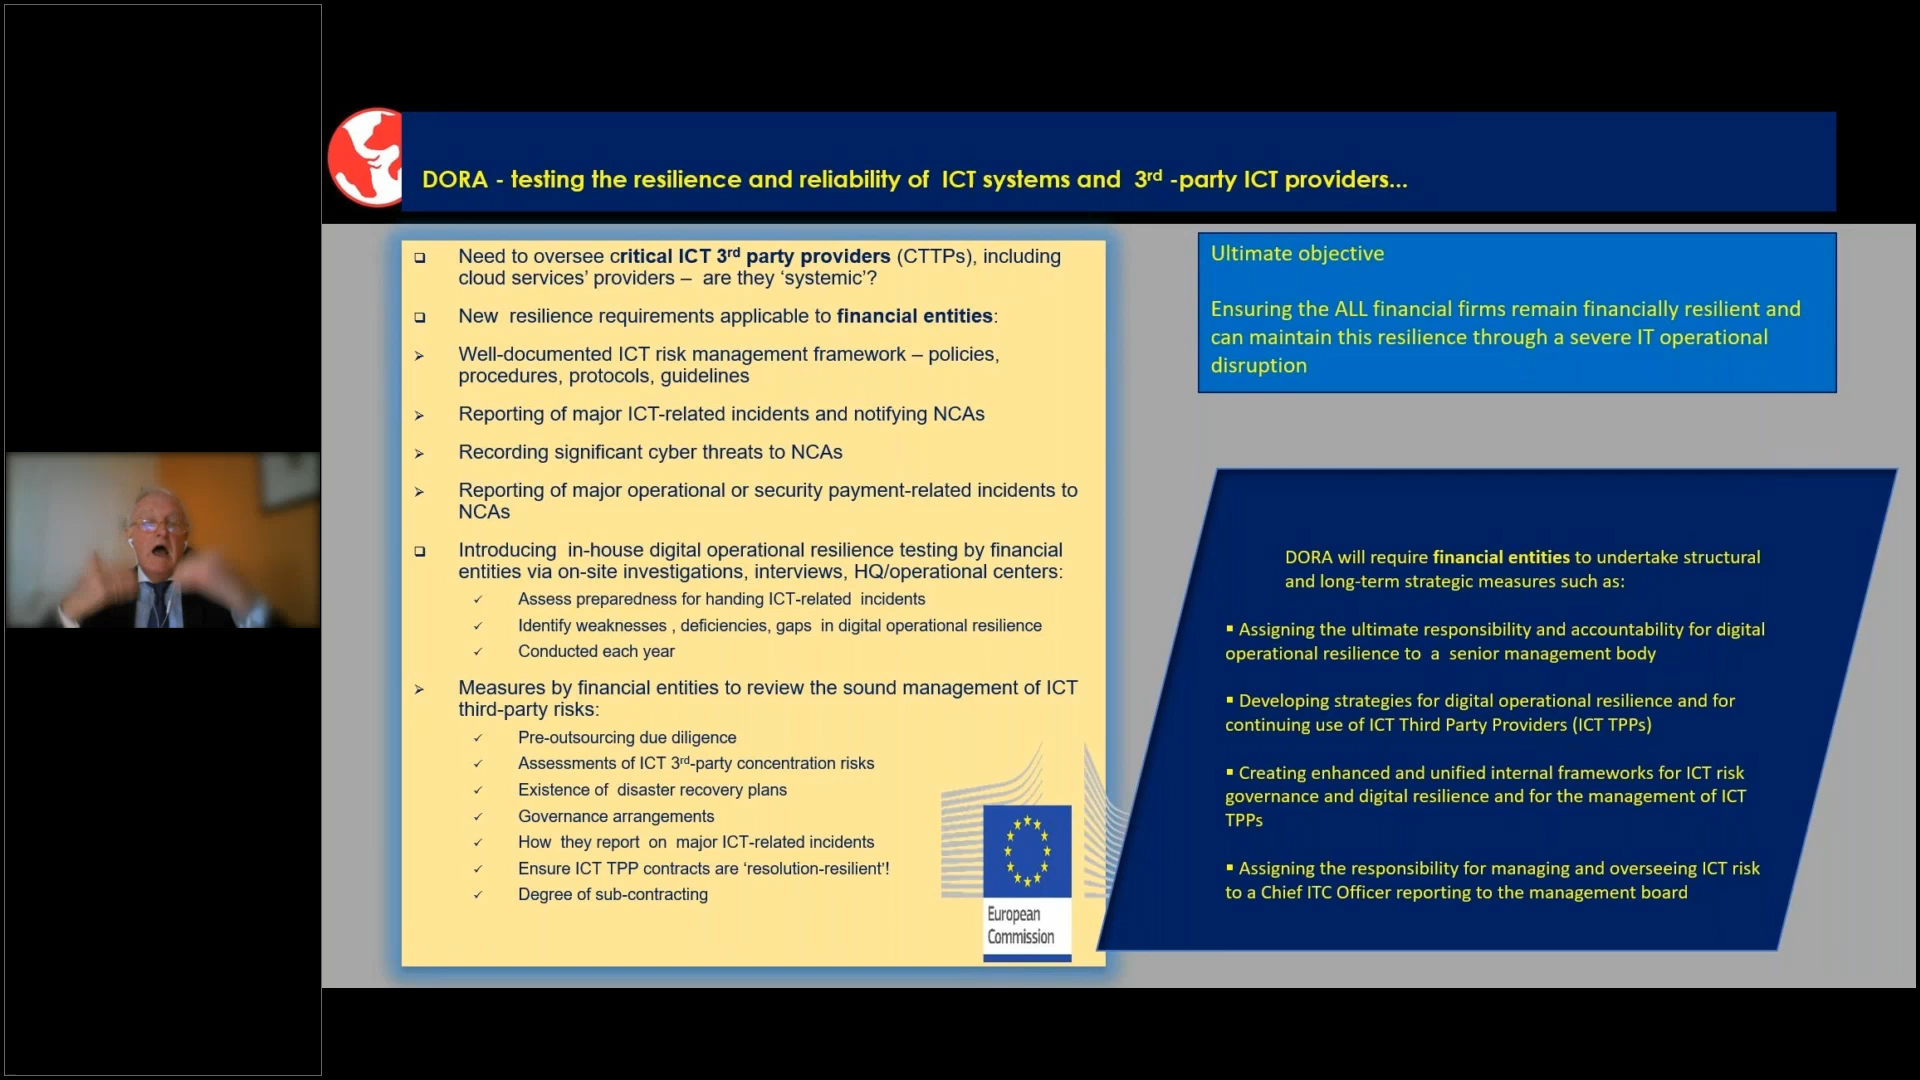 DORA - testing the resilience and reliability of ICT systems and 3rd -party ICT providers...
Need to oversee critical ICT 3rd party providers (CTTPs), including
cloud services’ providers – are they ‘systemic’?
New resilience requirements applicable to financial entities:
Well-documented ICT risk management framework – policies,
procedures, protocols, guidelines
Reporting of major ICT-related incidents and notifying NCAs
Recording significant cyber threats to NCAs
Reporting of major operational or security payment-related incidents to
NCAs
Introducing in-house digital operational resilience testing by financial
entities via on-site investigations, interviews, HQ/operational centers:
Assess preparedness for handing ICT-related incidents
Identify weaknesses , deficiencies, gaps in digital operational resilience
Conducted each year
Measures by financial entities to review the sound management of ICT
third-party risks:
Pre-outsourcing due diligence
Assessments of ICT 3rd-party concentration risks
Existence of disaster recovery plans
Governance arrangements
How they report on major ICT-related incidents
Ensure ICT TPP contracts are ‘resolution-resilient’!
Degree of sub-contracting
European
Commission
Ultimate objective
Ensuring the ALL financial firms remain financially resilient and
can maintain this resilience through a severe IT operational
disruption
DORA will require financial entities to undertake structural
and long-term strategic measures such as:
▪ Assigning the ultimate responsibility and accountability for digital
operational resilience to a senior management body
▪ Developing strategies for digital operational resilience and for
continuing use of ICT Third Party Providers (ICT TPPs)
▪ Creating enhanced and unified internal frameworks for ICT risk
governance and digital resilience and for the management of ICT
TPPs
▪ Assigning the responsibility for managing and overseeing ICT risk
to a Chief ITC Officer reporting to the management board